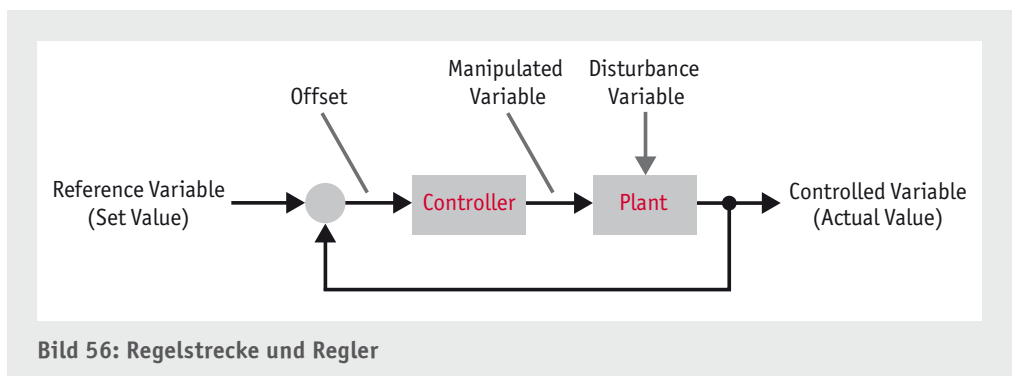 Manipulated
Variable
Disturbance
Variable
Offset
Reference Variable
(Set Value)
Controller
Plant
Controlled Variable
(Actual Value)
Bild 56: Regelstrecke und Regler